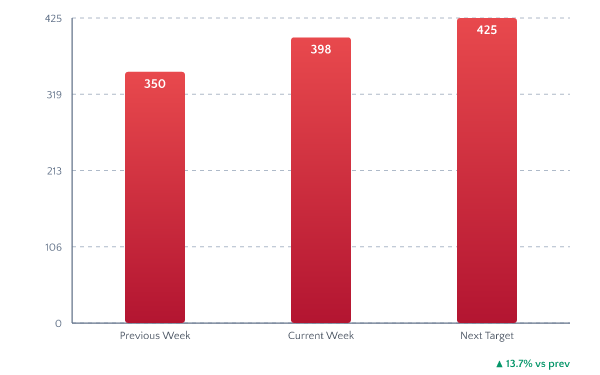 425
319
213
106
0
350
398
425
Previous Week
Current Week
Next Target
▲ 13.7% vs prev